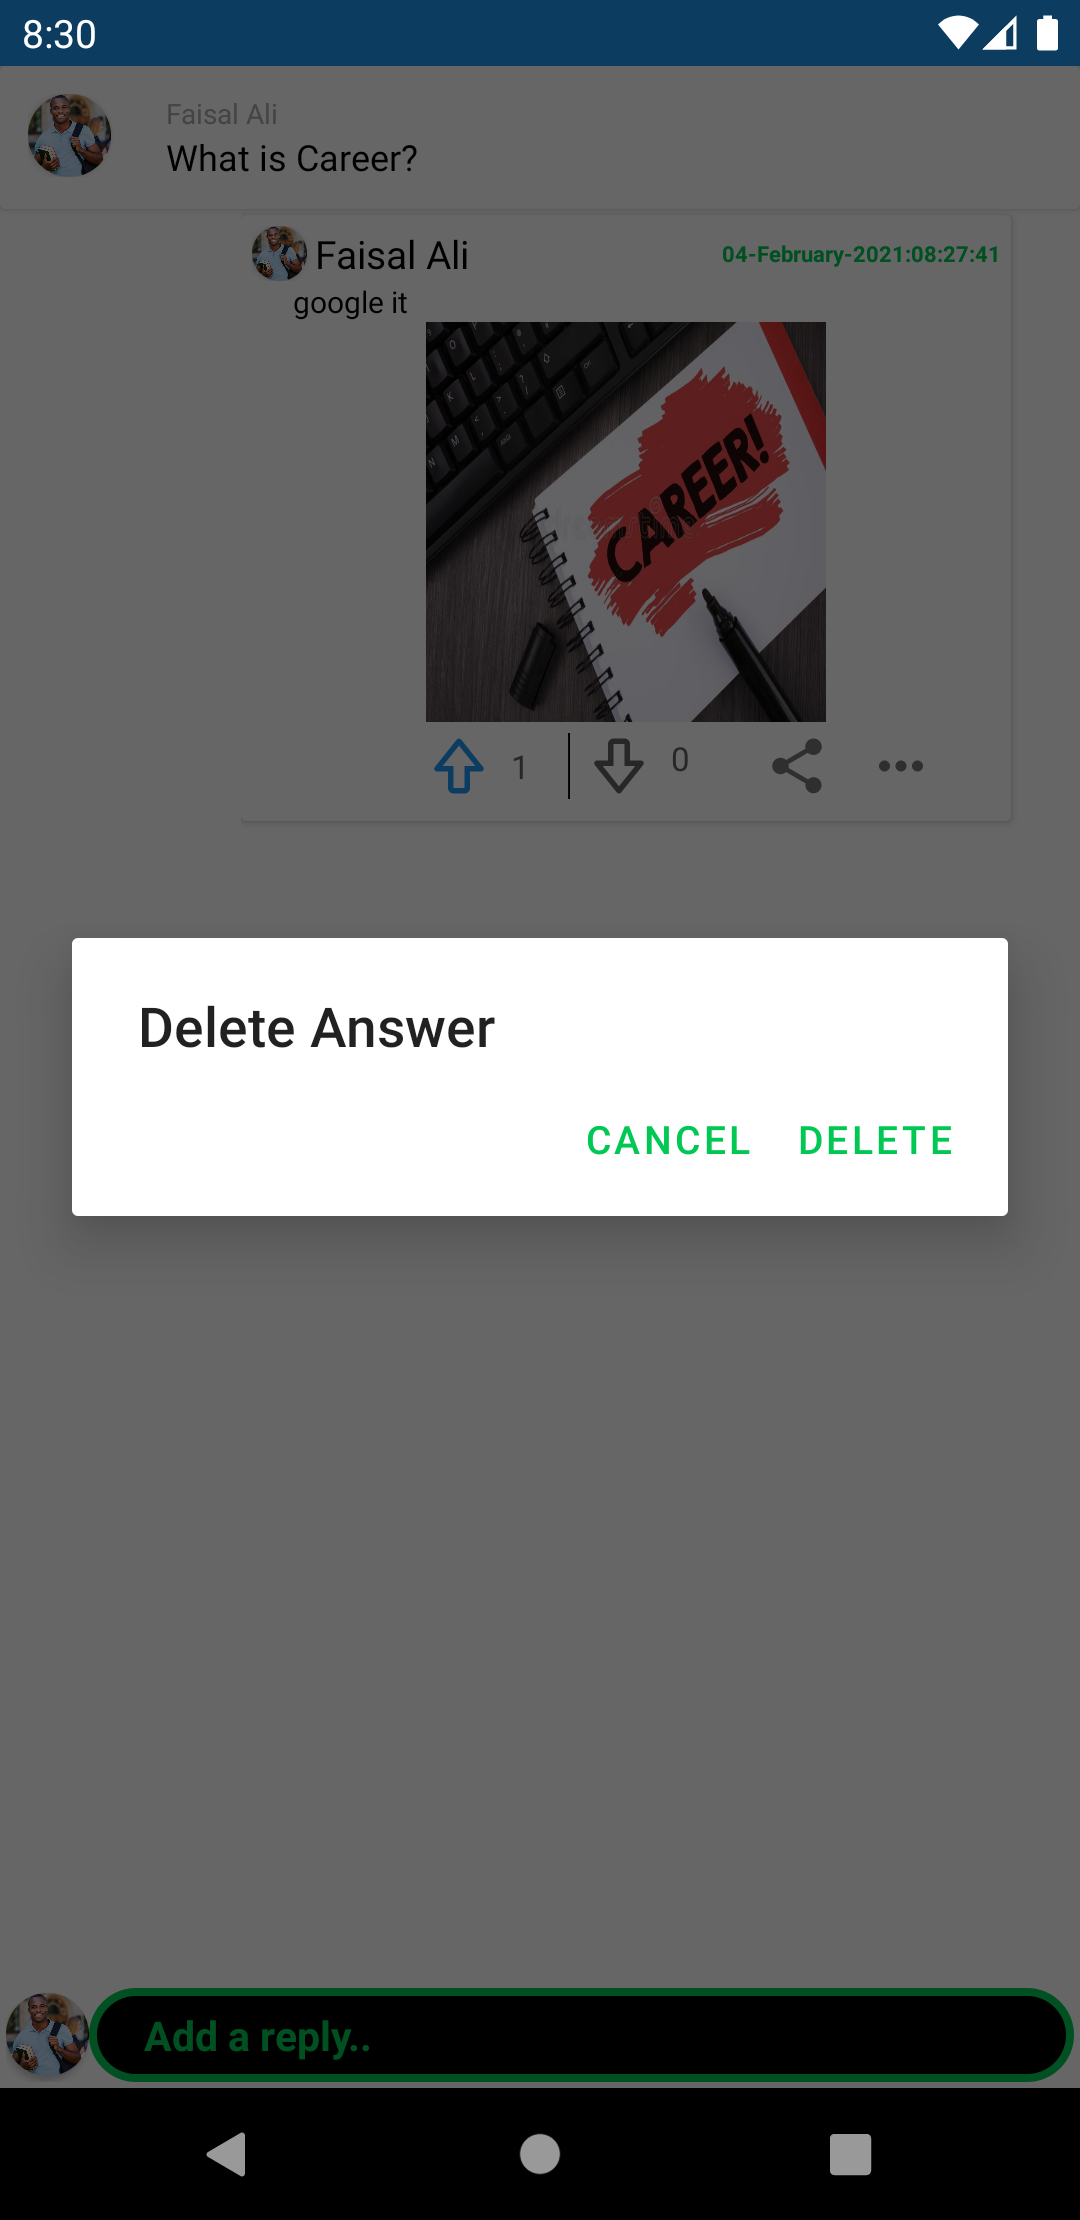 8:30
Faisal Ali
What is Career?
Faisal Ali
04-February-2021:08:27:41
google it
CAREER!
1
0
Delete Answer
CANCEL
DELETE
Add a reply..